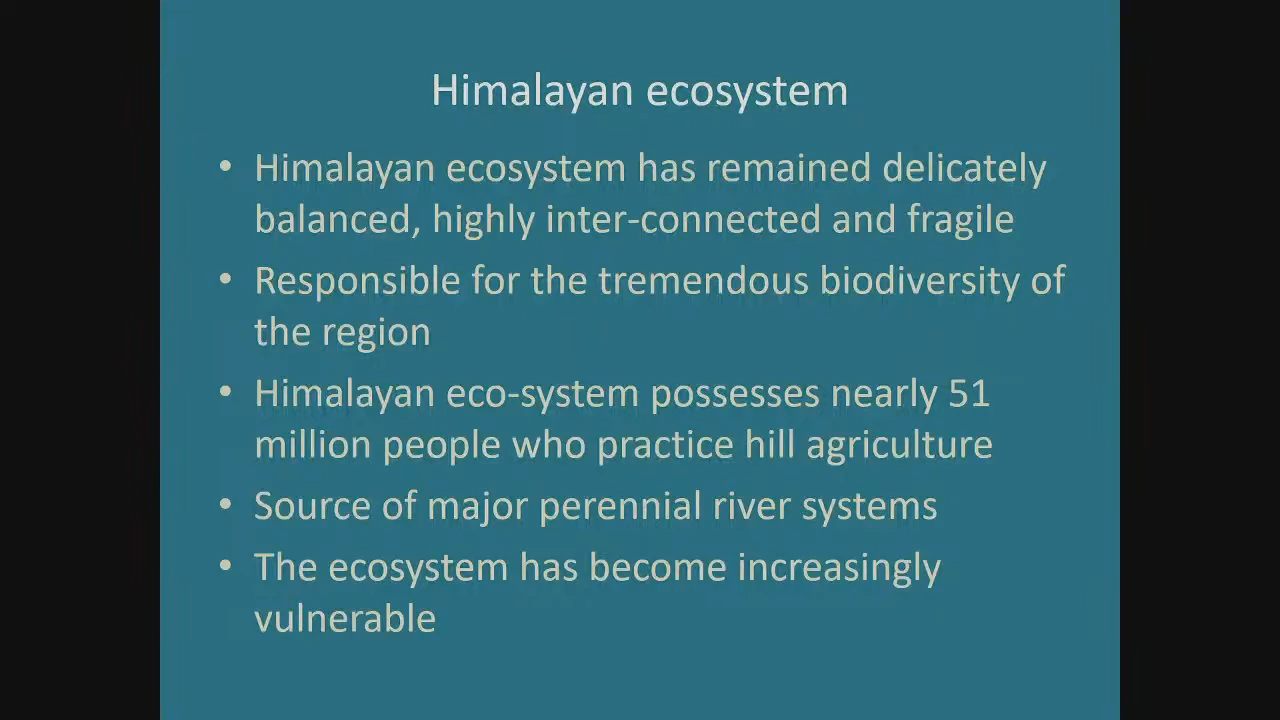 Himalayan ecosystem
• Himalayan ecosystem has remained delicately
balanced, highly inter-connected and fragile
• Responsible for the tremendous biodiversity of
the region
• Himalayan eco-system possesses nearly 51
million people who practice hill agriculture
• Source of major perennial river systems
• The ecosystem has become increasingly
vulnerable